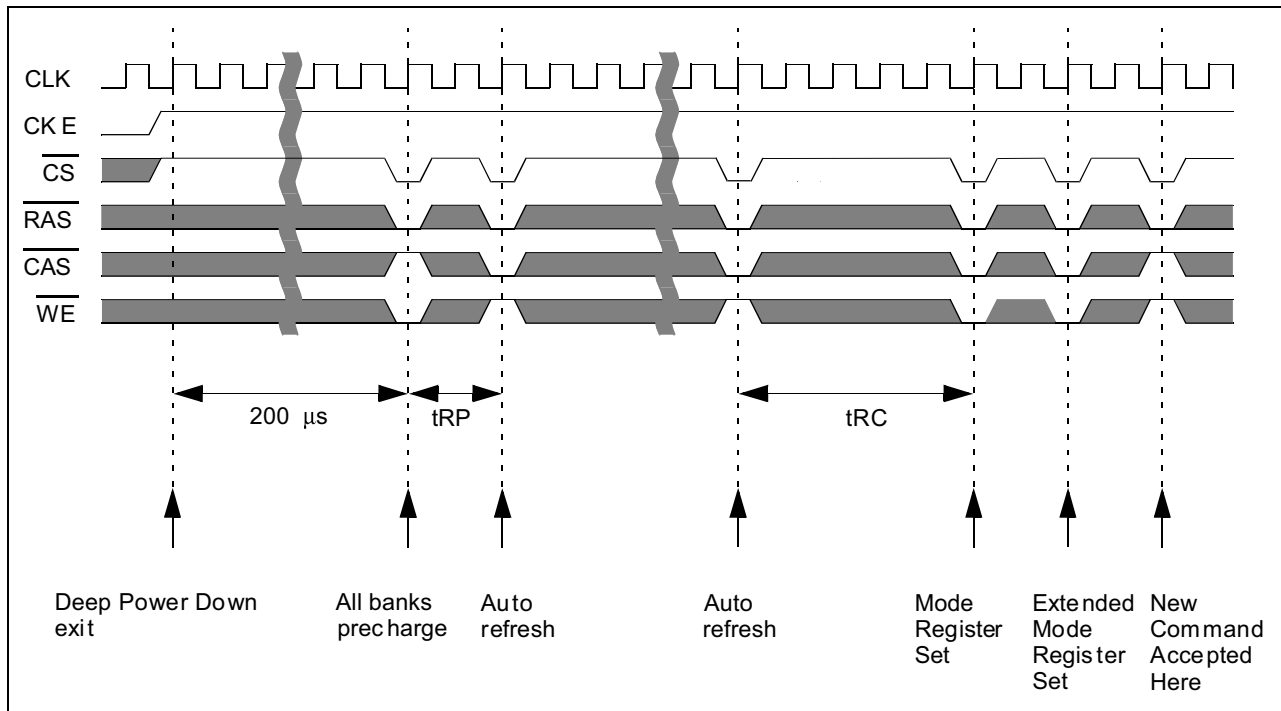 CLK
CKE
CS
RAS
CAS
WE
200 μs
tRP
tRC
Deep Power Down
exit
All banks
precharge
Auto
refresh
Auto
refresh
Mode
Register
Set
Extended
Mode
Register
Set
New
Command
Accepted
Here